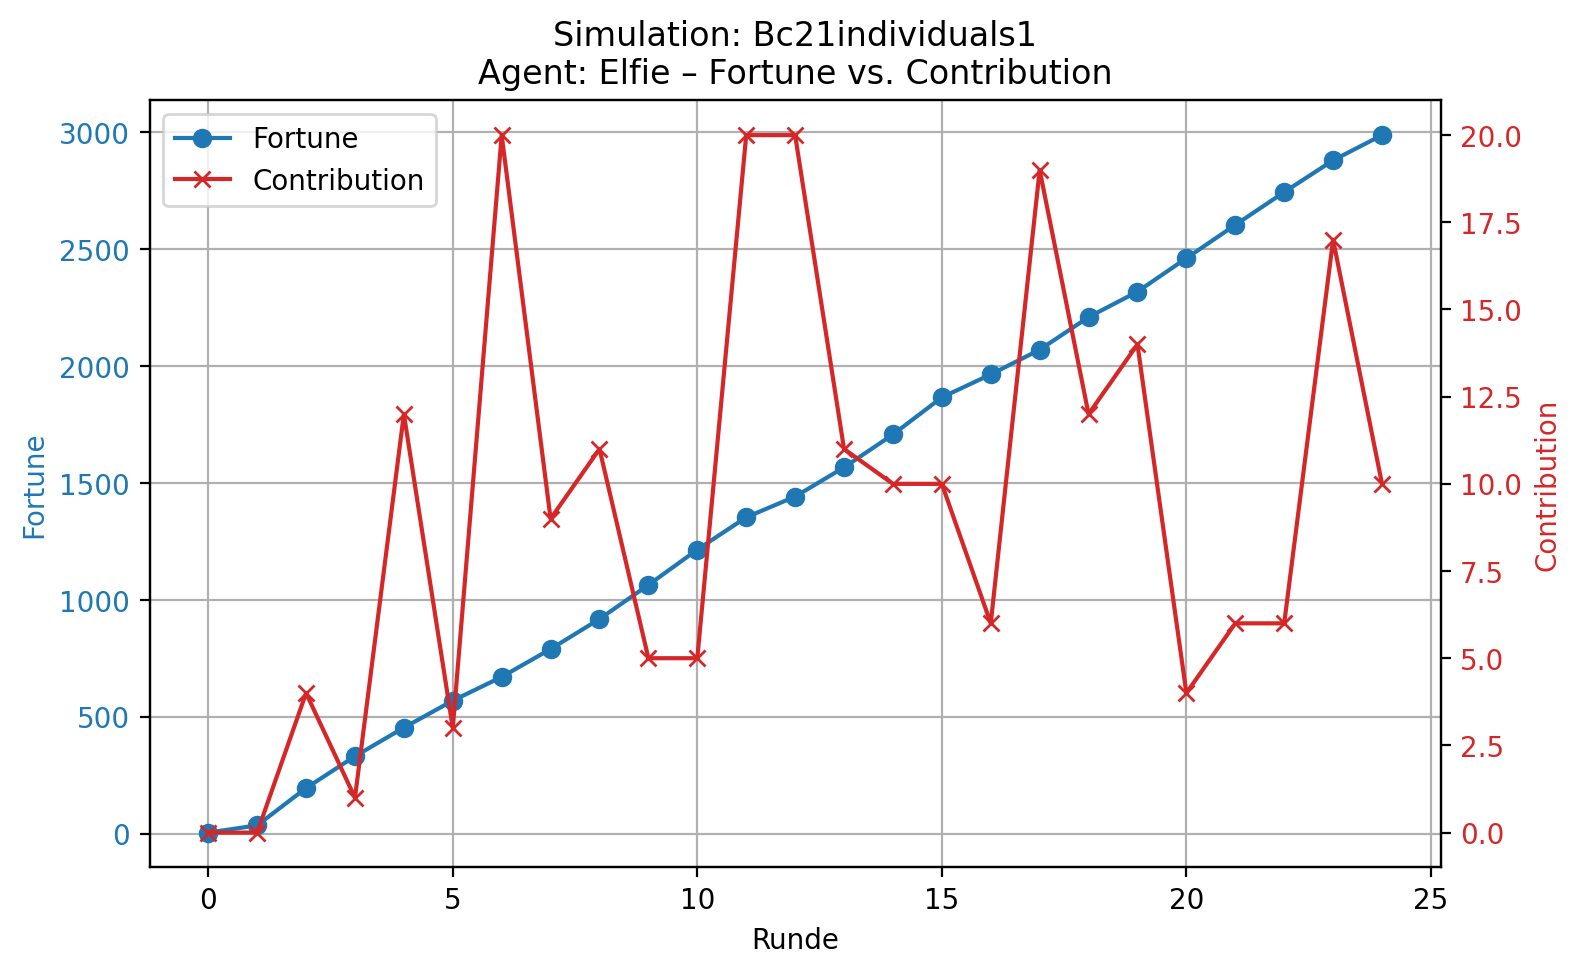 Simulation: Bc21individuals1
Agent: Elfie – Fortune vs. Contribution
Fortune
Contribution
3000
2500
2000
1500
1000
500
0
Fortune
20.0
17.5
15.0
12.5
10.0
7.5
5.0
2.5
0.0
Contribution
0 5 10 15 20 25
Runde